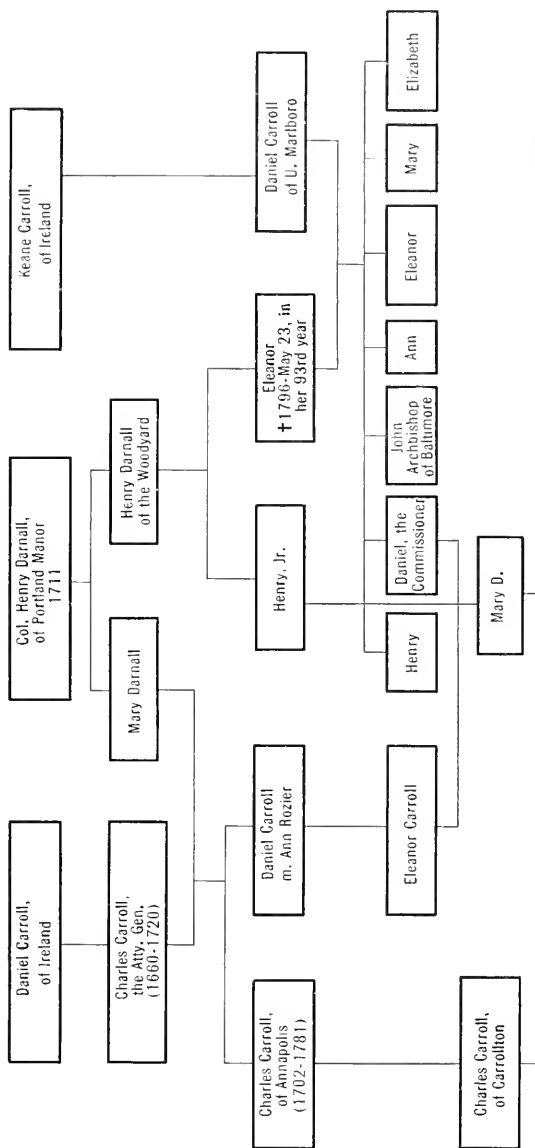 Daniel Carroll,
of Ireland
Col. Henry Darnall,
of Portland Manor
1711
Keane Carroll,
of Ireland
Charles Carroll,
the Atty. Gen.
(1660-1720)
Mary Darnall
Henry Darnall
of the Woodyard
Charles Carroll,
of Annapolis
(1702-1781)
Daniel Carroll
m. Ann Rozier
Henry, Jr.
Eleanor
†1796-May 23, in
her 93rd year
Daniel Carroll
of U. Marlboro
Eleanor Carroll
Henry
Daniel, the
Commissioner
John
Archbishop
of Baltimore
Ann
Eleanor
Mary
Elizabeth
Charles Carroll,
of Carrollton
Mary D.